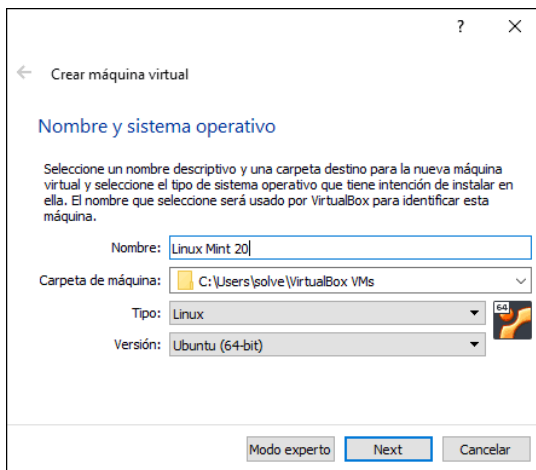 ?
Crear máquina virtual
Nombre y sistema operativo
Seleccione un nombre descriptivo y una carpeta destino para la nueva máquina
virtual y seleccione el tipo de sistema operativo que tiene intención de instalar en
ella. El nombre que seleccione será usado por VirtualBox para identificar esta
máquina.
Nombre: Linux Mint 20
Carpeta de máquina: C:\Users\solve\VirtualBox VMs
Tipo: Linux
64
Versión: Ubuntu (64-bit)
Modo experto Next Cancelar